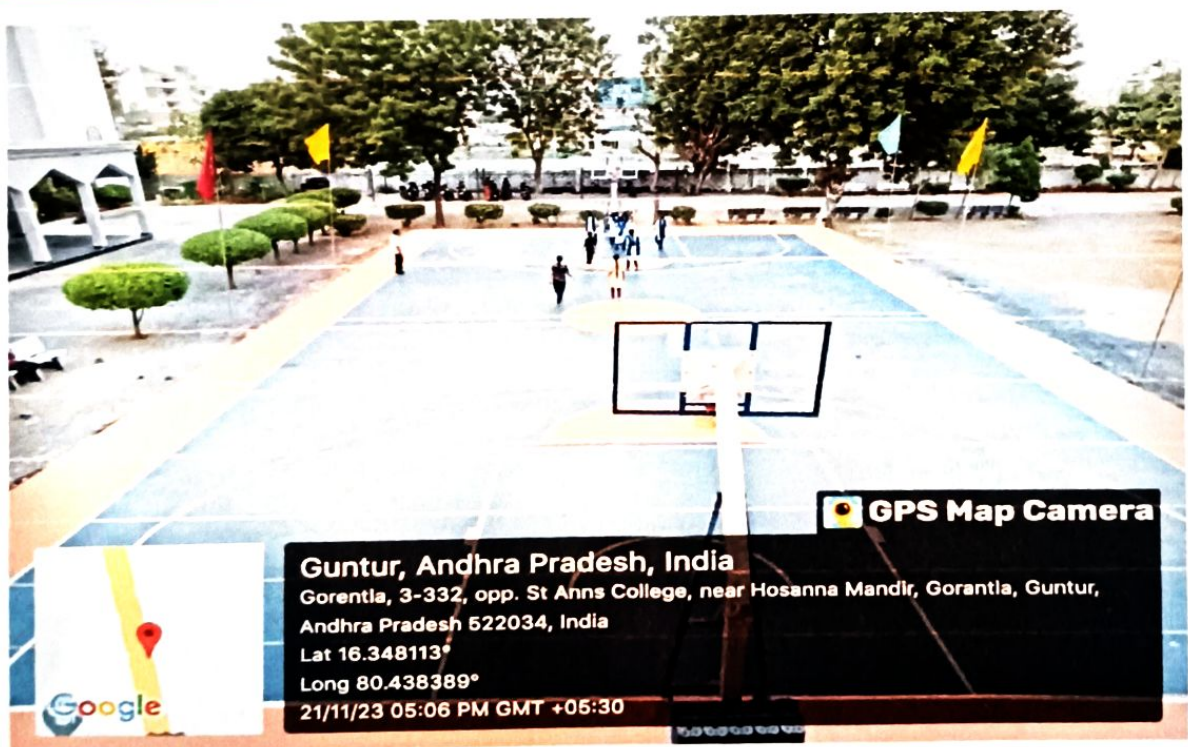 GPS Map Camera
Guntur, Andhra Pradesh, India
Gorentla, 3-332, opp. St Anns College, near Hosanna Mandir, Gorantla, Guntur,
Andhra Pradesh 522034, India
Lat 16.348113°
Long 80.438389°
21/11/23 05:06 PM GMT +05:30
Google